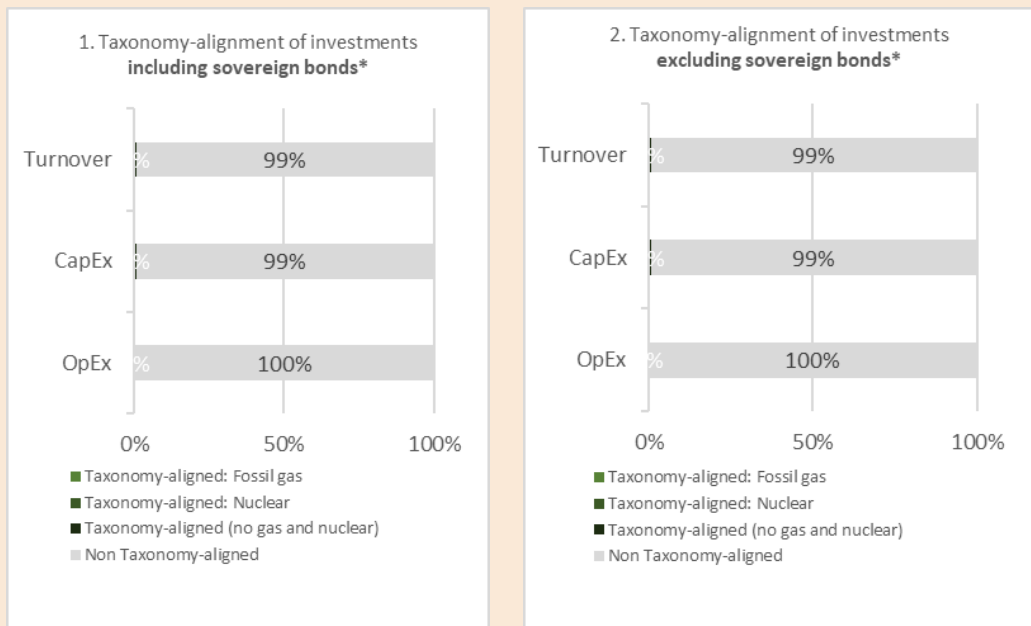 1. Taxonomy-alignment of investments
including sovereign bonds*
Turnover
%
99%
CapEx
%
99%
OpEx
%
100%
0%
50%
100%
Taxonomy-aligned: Fossil gas
Taxonomy-aligned: Nuclear
Taxonomy-aligned (no gas and nuclear)
Non Taxonomy-aligned
2. Taxonomy-alignment of investments
excluding sovereign bonds*
Turnover
%
99%
CapEx
%
99%
OpEx
%
100%
0%
50%
100%
Taxonomy-aligned: Fossil gas
Taxonomy-aligned: Nuclear
Taxonomy-aligned (no gas and nuclear)
Non Taxonomy-aligned